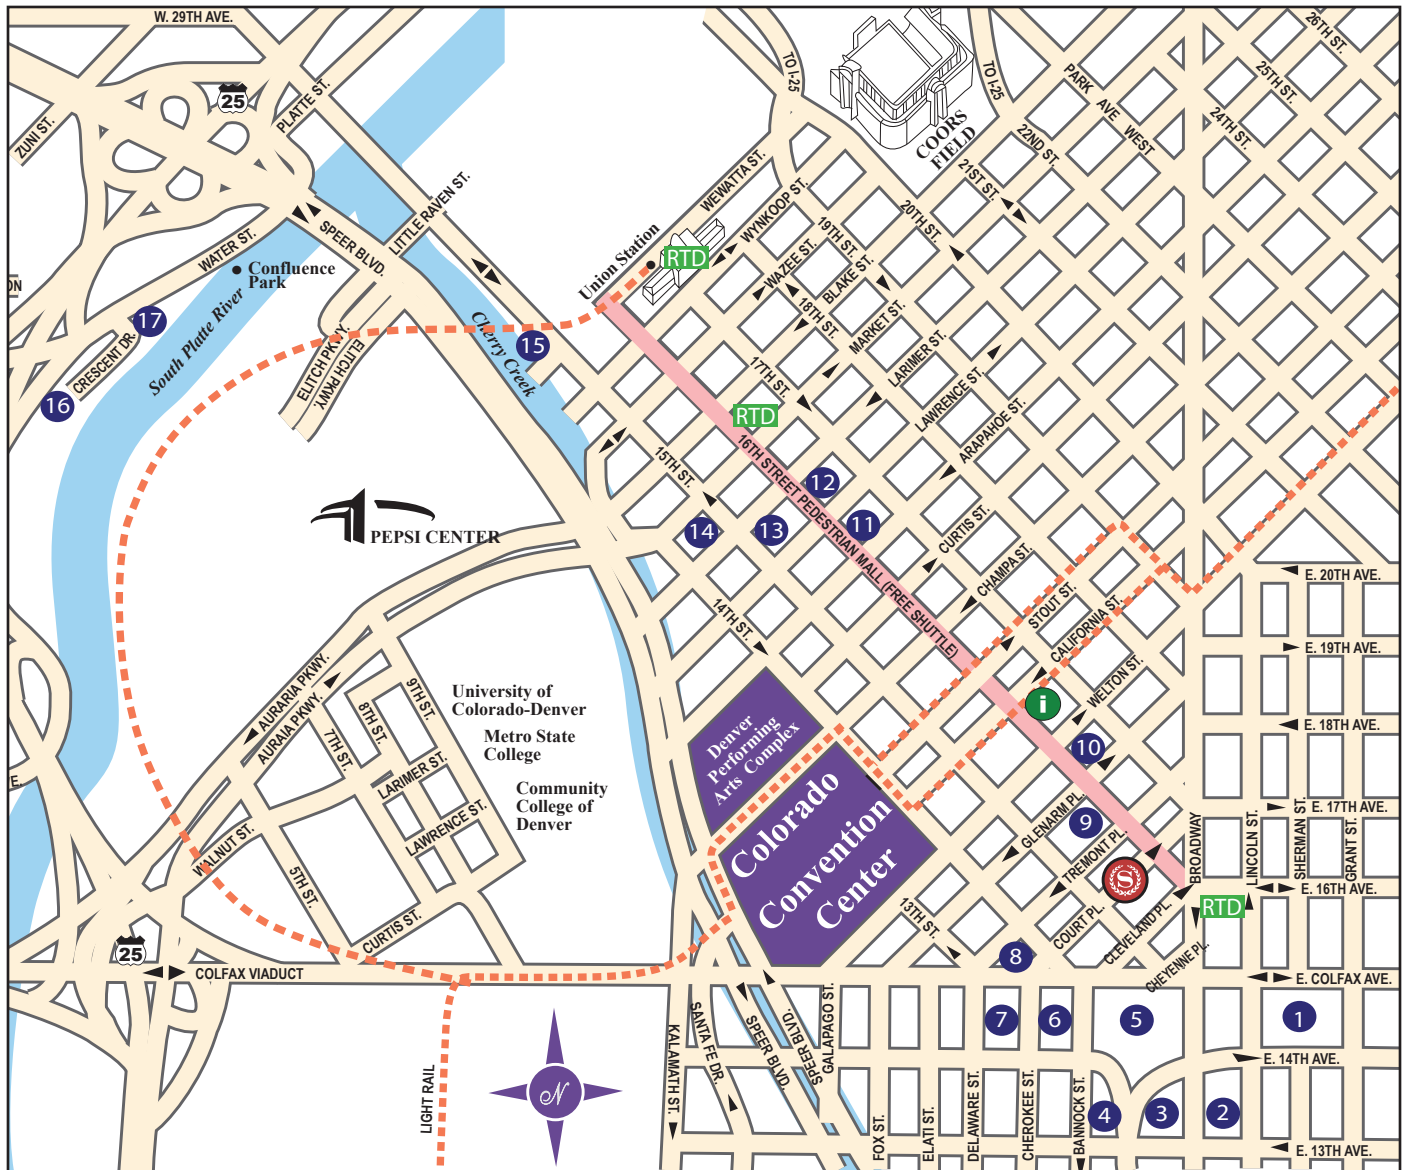 W. 29TH AVE.
26TH ST.
TO I-25
TO I-25
PARK AVE WEST
25TH ST.
25
PLATTE ST.
24TH ST.
ZUNI ST.
COORS
FIELD
22ND ST.
21ST ST.
WEWATTA ST.
LITTLE RAVEN ST.
WYNKOOP ST.
20TH ST.
19TH ST.
SPEER BLVD.
WATER ST.
Union Station
RTD
WAZEE ST.
BLAKE ST.
Confluence
Park
ON
18TH ST.
MARKET ST.
17
South Platte River
CRESCENT DR.
ELITCH PKWY.
ELITCH PKWY.
Cherry Creek
15
LARIMER ST.
17TH ST.
LAWRENCE ST.
16
RTD
ARAPAHOE ST.
16TH STREET PEDESTRIAN MALL (FREE SHUTTLE)
15TH ST.
12
PEPSI CENTER
14
13
11
CURTIS ST.
CHAMPA ST.
E. 20TH AVE.
14TH ST.
STOUT ST.
CALIFORNIA ST.
E. 19TH AVE.
AURARIA PKWY.
AURAIA PKWY.
9TH ST.
8TH ST.
7TH ST.
University of
Colorado-Denver
Metro State
College
Community
College of
Denver
WELTON ST.
i
E. 18TH AVE.
Denver
Performing
Arts Complex
10
E.
LARIMER ST.
LAWRENCE ST.
Colorado
Convention
Center
GLENARM PL.
9
TREMONT PL.
E. 17TH AVE.
BROADWAY
LINCOLN ST.
SHERMAN ST.
GRANT ST.
WALNUT ST.
5TH ST.
S
E. 16TH AVE.
RTD
CURTIS ST.
13TH ST.
COURT PL.
CLEVELAND PL.
CHEYENNE PL.
25
8
COLFAX VIADUCT
E. COLFAX AVE.
7
6
5
1
KALAMATH ST.
SANTA FE DR.
SPEER BLVD.
SPEER BLVD.
GALAPAGO ST.
E. 14TH AVE.
LIGHT RAIL
N
FOX ST.
ELATI ST.
DELAWARE ST.
CHEROKEE ST.
BANNOCK ST.
4
3
2
E. 13TH AVE.